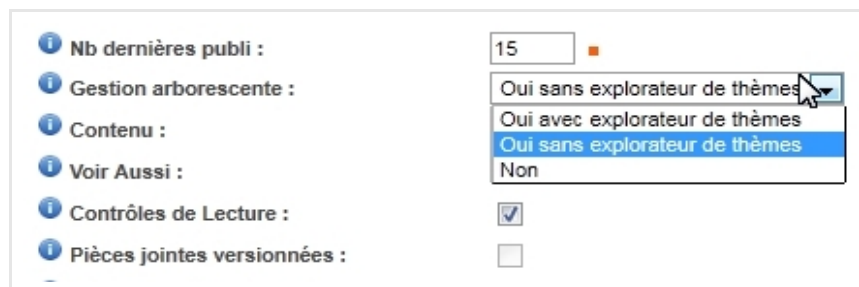 Nb dernières publi : 15
Gestion arborescente : Oui sans explorateur de thèmes
Oui avec explorateur de thèmes
Contenu :
Oui sans explorateur de thèmes
Voir Aussi : Non
Contrôles de Lecture :
Pièces jointes versionnées :